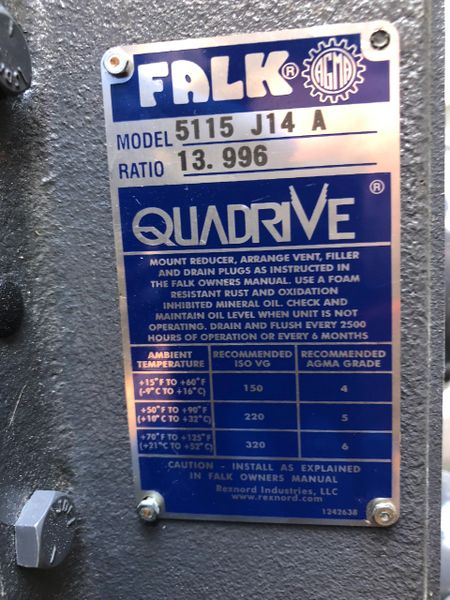 FALK® AGMA
MODEL 5115 J14 A
RATIO 13.996
QUADRIVE®
MOUNT REDUCER, ARRANGE VENT, FILLER
AND DRAIN PLUGS AS INSTRUCTED IN
THE FALK OWNERS MANUAL. USE A FOAM
RESISTANT RUST AND OXIDATION
INHIBITED MINERAL OIL. CHECK AND
MAINTAIN OIL LEVEL WHEN UNIT IS NOT
OPERATING. DRAIN AND FLUSH EVERY 2500
HOURS OF OPERATION OR EVERY 6 MONTHS
AMBIENT RECOMMENDED RECOMMENDED
TEMPERATURE ISO VG AGMA GRADE
+15°F TO +60°F 150 4
(-9°C TO +16°C)
+50°F TO +90°F 220 5
(+10°C TO +32°C)
+70°F TO +125°F 320 6
(+21°C TO +52°C)
CAUTION - INSTALL AS EXPLAINED
IN FALK OWNERS MANUAL
Rexnord Industries, LLC
www.rexnord.com
1242638